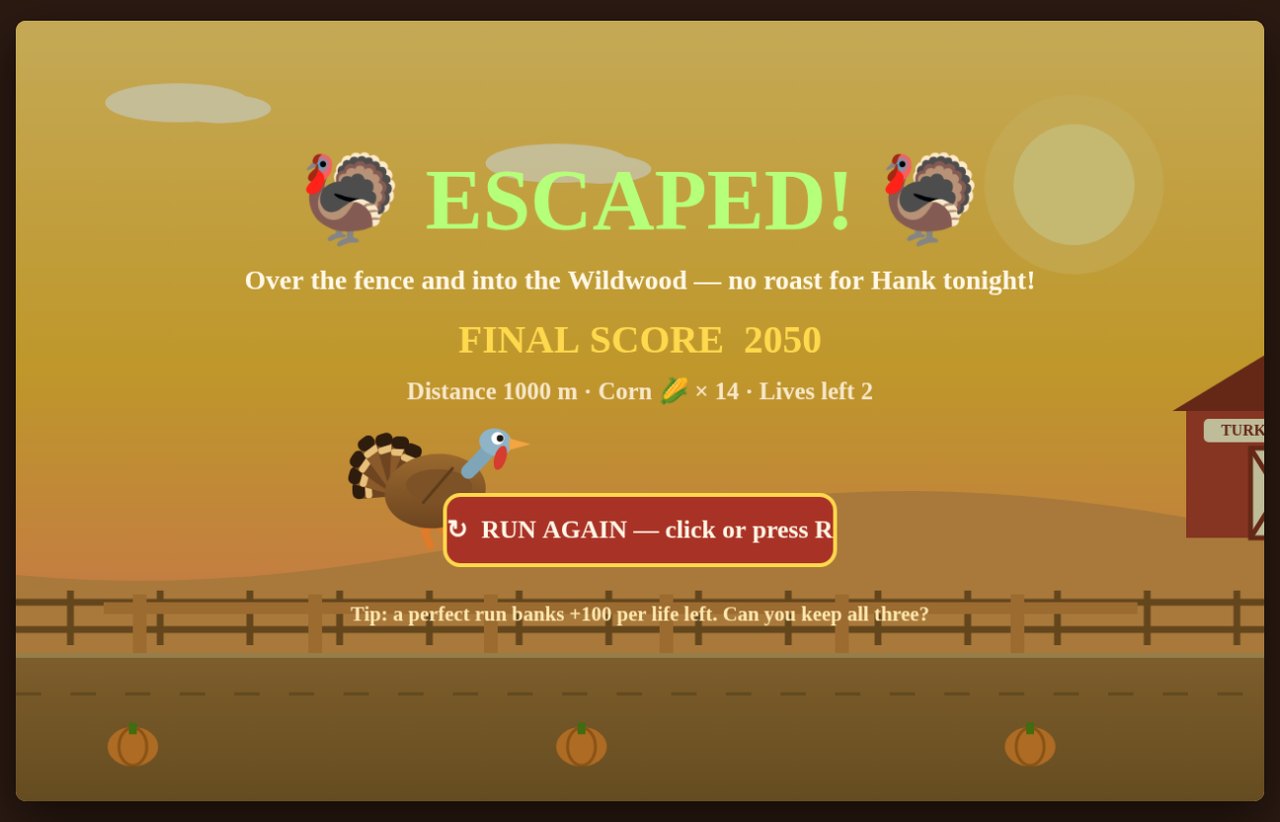 🦃 ESCAPED! 🦃
Over the fence and into the Wildwood — no roast for Hank tonight!
FINAL SCORE 2050
Distance 1000 m · Corn 🌽 × 14 · Lives left 2
TURK
↻ RUN AGAIN — click or press R
Tip: a perfect run banks +100 per life left. Can you keep all three?